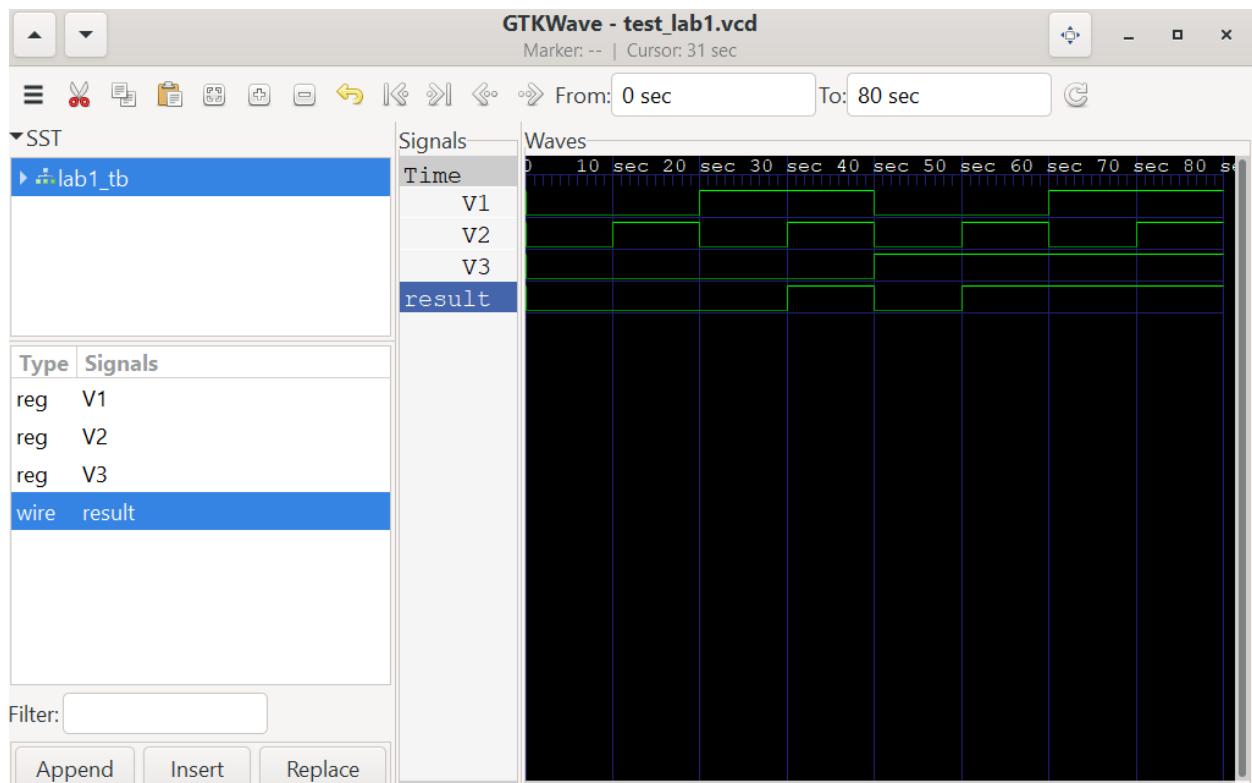 GTKWave - test_lab1.vcd
Marker: -- | Cursor: 31 sec
From: 0 sec To: 80 sec
SST
lab1_tb
Type Signals
reg V1
reg V2
reg V3
wire result
Filter:
Append Insert Replace
Signals
Time
V1
V2
V3
result
Waves
0 10 sec 20 sec 30 sec 40 sec 50 sec 60 sec 70 sec 80 se